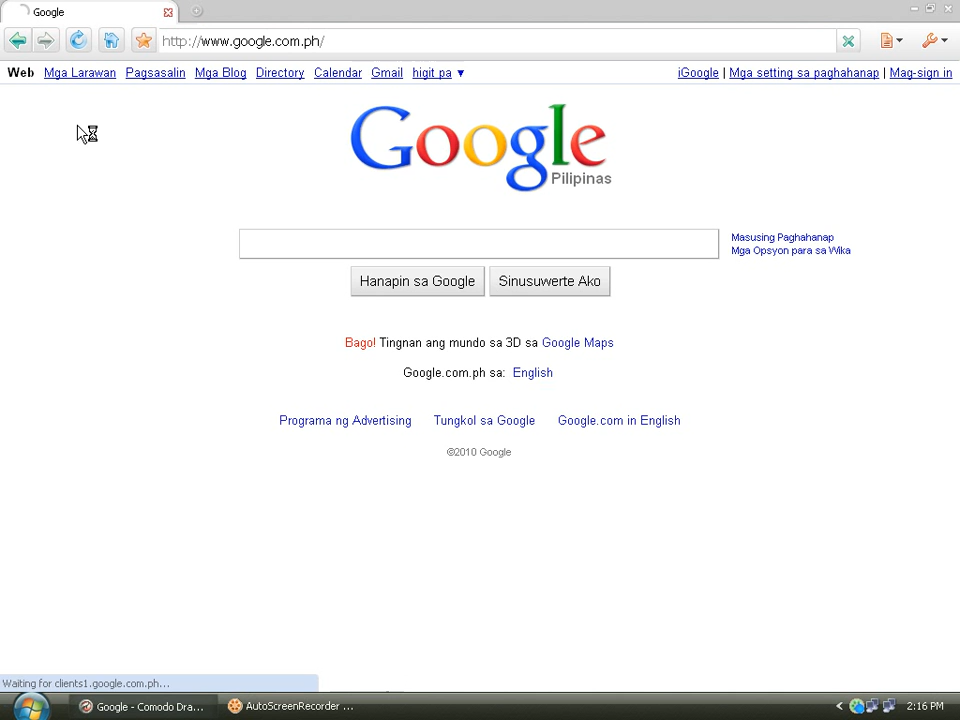 Google
http://www.google.com.ph/
Web Mga Larawan Pagsasalin Mga Blog Directory Calendar Gmail higit pa ▼ iGoogle | Mga setting sa paghahanap | Mag-sign in
Google
Pilipinas
Masusing Paghahanap
Mga Opsyon para sa Wika
Hanapin sa Google Sinusuwerte Ako
Bago! Tingnan ang mundo sa 3D sa Google Maps
Google.com.ph sa: English
Programa ng Advertising Tungkol sa Google Google.com in English
©2010 Google
Waiting for clients1.google.com.ph...
Google - Comodo Dra... AutoScreenRecorder ... 2:16 PM